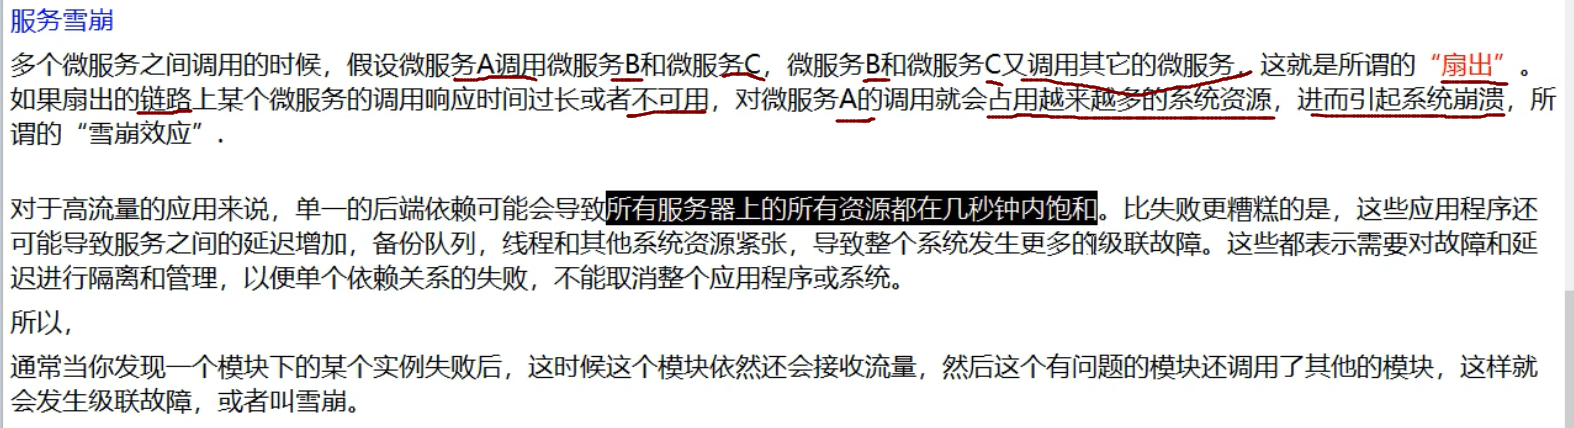 服务雪崩
多个微服务之间调用的时候，假设微服务A调用微服务B和微服务C，微服务B和微服务C又调用其它的微服务，这就是所谓的“扇出”。
如果扇出的链路上某个微服务的调用响应时间过长或者不可用，对微服务A的调用就会占用越来越多的系统资源，进而引起系统崩溃，所
谓的“雪崩效应”.
对于高流量的应用来说，单一的后端依赖可能会导致所有服务器上的所有资源都在几秒钟内饱和。比失败更糟糕的是，这些应用程序还
可能导致服务之间的延迟增加，备份队列，线程和其他系统资源紧张，导致整个系统发生更多的级联故障。这些都表示需要对故障和延
迟进行隔离和管理，以便单个依赖关系的失败，不能取消整个应用程序或系统。
所以，
通常当你发现一个模块下的某个实例失败后，这时候这个模块依然还会接收流量，然后这个有问题的模块还调用了其他的模块，这样就
会发生级联故障，或者叫雪崩。